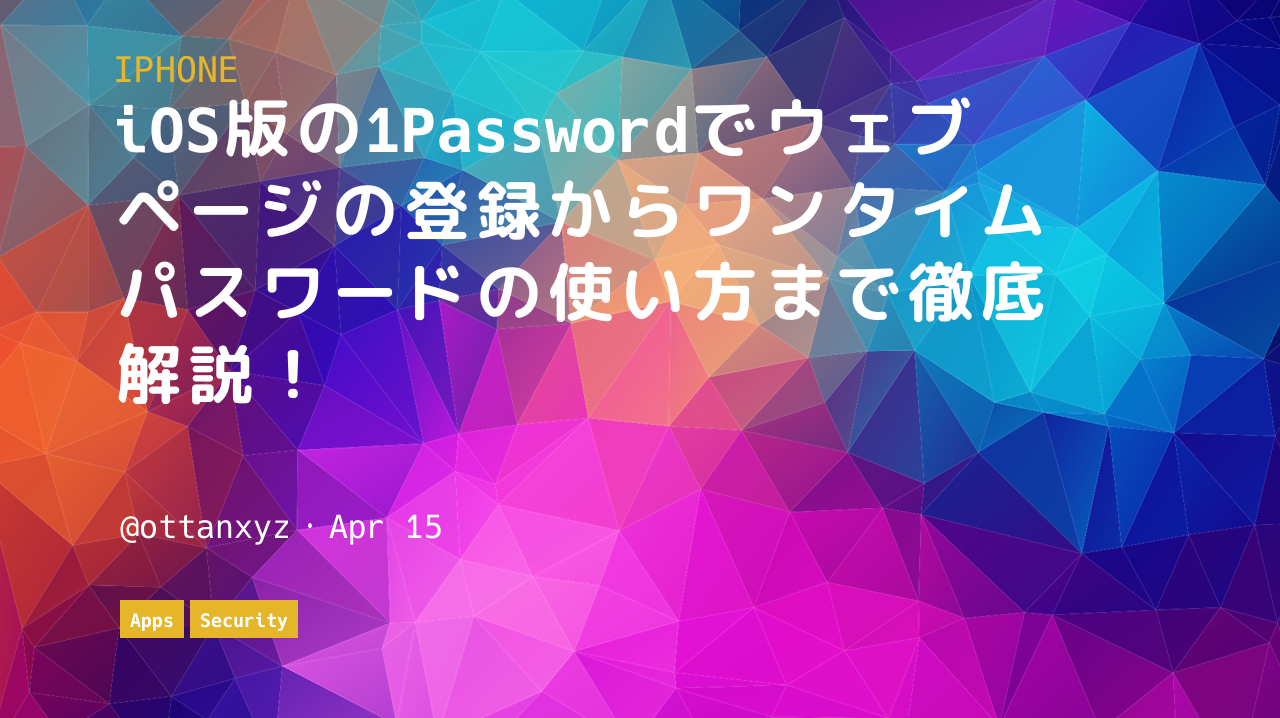 IPHONE
iOS版の1Passwordでウェブ
ページの登録からワンタイム
パスワードの使い方まで徹底
解説！
@ottanxyz · Apr 15
Apps Security